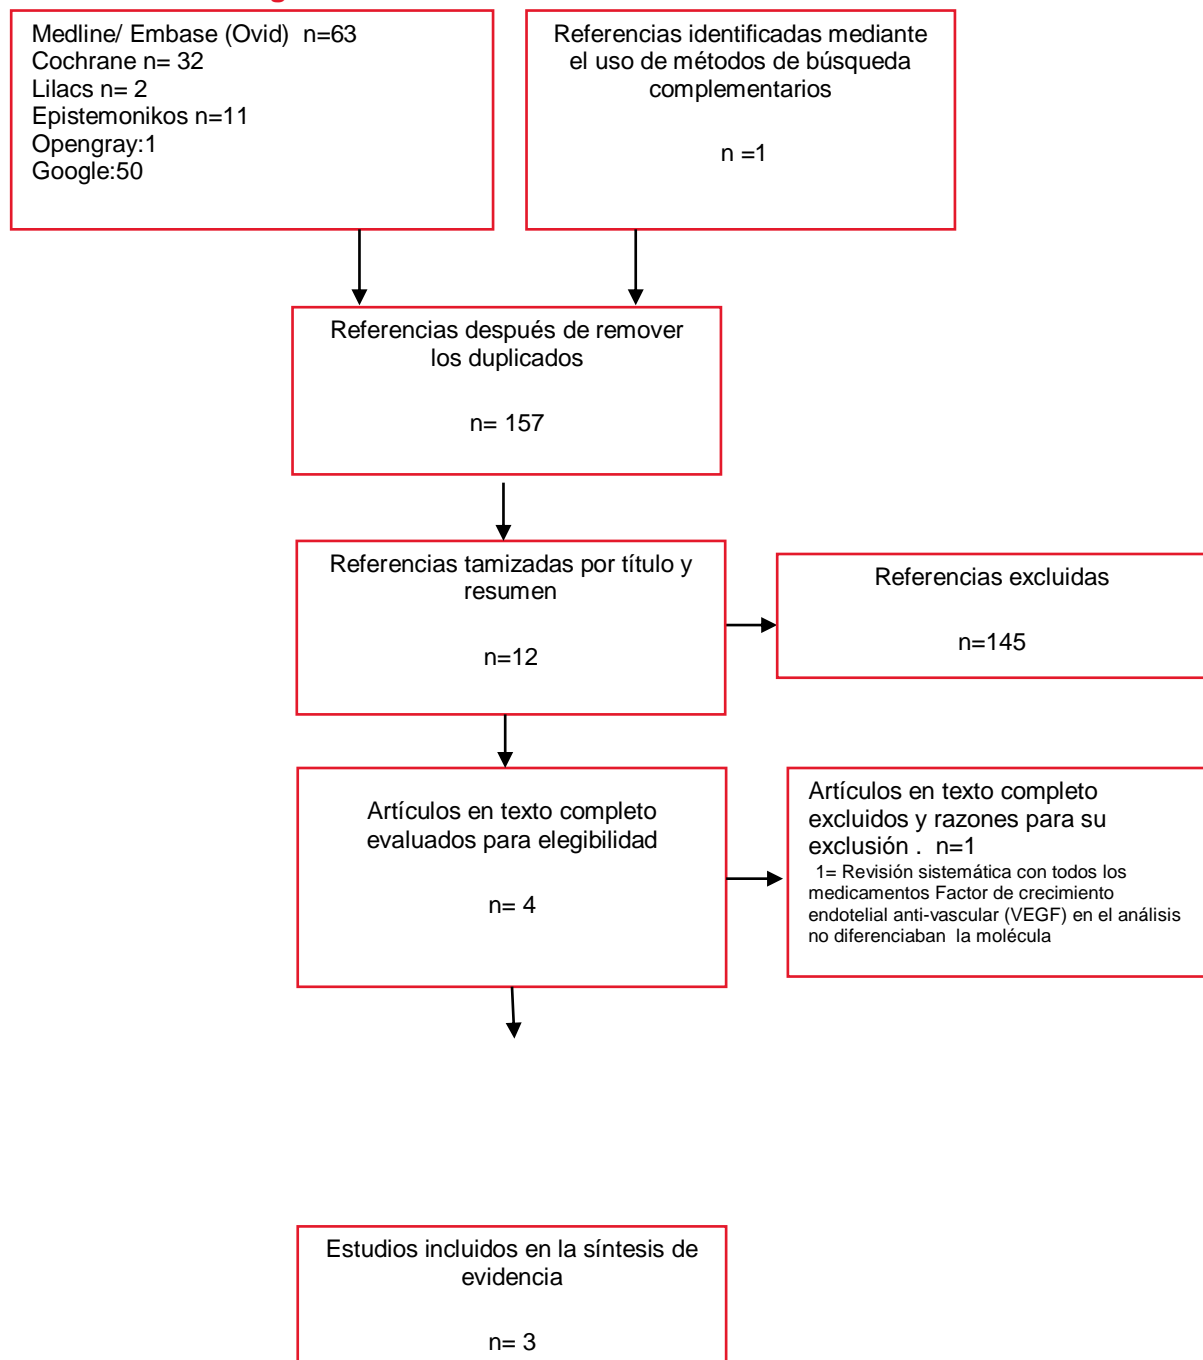 Medline/ Embase (Ovid)  n=63
Cochrane n= 32
Lilacs n= 2
Epistemonikos n=11
Opengray:1
Google:50
Referencias identificadas mediante
el uso de métodos de búsqueda
complementarios
n =1
Referencias después de remover
los duplicados
n= 157
Referencias tamizadas por título y
resumen
n=12
Referencias excluidas
n=145
Artículos en texto completo
evaluados para elegibilidad
n= 4
Artículos en texto completo
excluidos y razones para su
exclusión .  n=1
1= Revisión sistemática con todos los
medicamentos Factor de crecimiento
endotelial anti-vascular (VEGF) en el análisis
no diferenciaban  la molécula
Estudios incluidos en la síntesis de
evidencia
n= 3